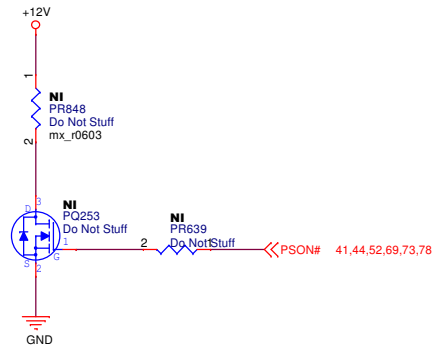 +12V
1
NI
PR848
Do Not Stuff
mx_r0603
2
D
3
NI
PQ253
Do Not Stuff
1
G
S
2
NI
PR639
Do Not Stuff
2
1
PSON#
41,44,52,69,73,78
GND